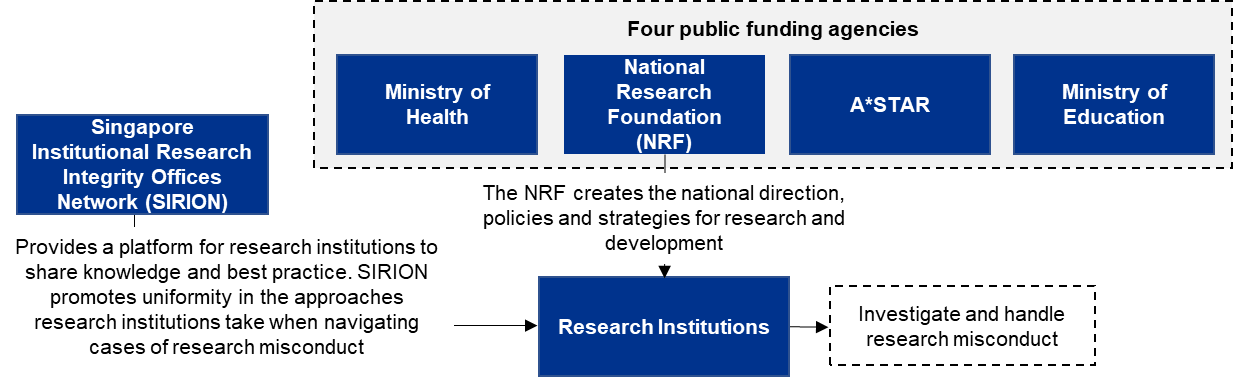 Four public funding agencies
Ministry of
Health
National
Research
Foundation
(NRF)
A*STAR
Ministry of
Education
Singapore
Institutional Research
Integrity Offices
Network (SIRION)
The NRF creates the national direction,
policies and strategies for research and
development
Provides a platform for research institutions to
share knowledge and best practice. SIRION
promotes uniformity in the approaches
research institutions take when navigating
cases of research misconduct
Research Institutions
Investigate and handle
research misconduct